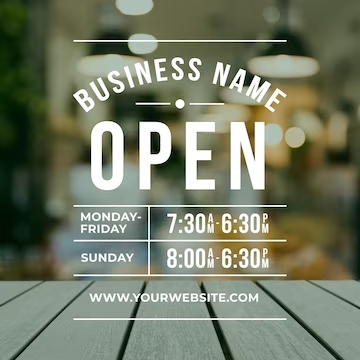 BUSINESS NAME
OPEN
MONDAY-
FRIDAY
7:30AM-6:30PM
SUNDAY
8:00AM-6:30PM
WWW.YOURWEBSITE.COM